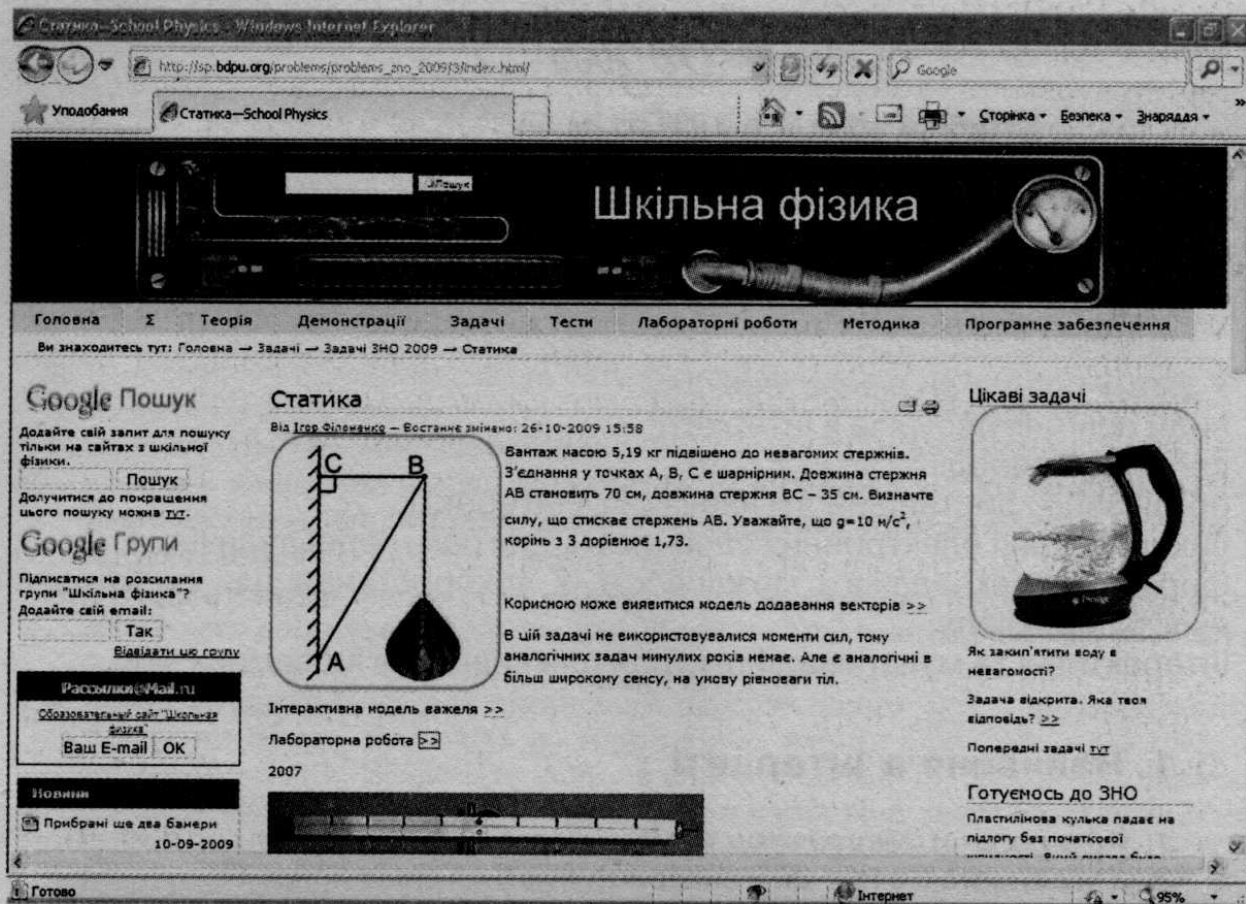 Статика—School Physics - Windows Internet Explorer
http://sp.bdpu.org/problems/problems_zno_2009/3/index.html/
Google
Уподобання
Статика—School Physics
Сторінка
Безпека
Знаряддя
»
Пошук
Шкільна фізика
Головна Σ Теорія Демонстрації Задачі Тести Лабораторні роботи Методика Програмне забезпечення
Ви знаходитесь тут: Головна → Задачі → Задачі ЗНО 2009 → Статика
Google Пошук
Додайте свій запит для пошуку
тільки на сайтах з шкільної
фізики.
Пошук
Долучитися до покращення
цього пошуку можна тут.
Google Групи
Підписатися на розсилання
групи "Шкільна фізика"?
Додайте свій email:
Так
Відвідати цю групу
Рассылки@Mail.ru
Образовательный сайт "Школьная
физика"
Ваш E-mail OK
Новини
Прибрані ше два банери
10-09-2009
Статика
Від Ігор Філоненко — Востаннє змінено: 26-10-2009 15:58
C B
A
Вантаж масою 5,19 кг підвішено до невагомих стержнів.
З'єднання у точках A, B, C є шарнірним. Довжина стержня
AB становить 70 см, довжина стержня BC – 35 см. Визначте
силу, що стискає стержень AB. Уважайте, що g=10 м/с²,
корінь з 3 дорівнює 1,73.
Корисною може виявитися модель додавання векторів >>
В цій задачі не використовувалися моменти сил, тому
аналогічних задач минулих років немає. Але є аналогічні в
більш широкому сенсу, на умову рівноваги тіл.
Інтерактивна модель важеля >>
Лабораторна робота >>
2007
Цікаві задачі
Як закип'ятити воду в
невагомості?
Задача відкрита. Яка твоя
відповідь? >>
Попередні задачі тут
Готуємось до ЗНО
Пластилінова кулька падає на
підлогу без початкової
Готово
Інтернет
95%